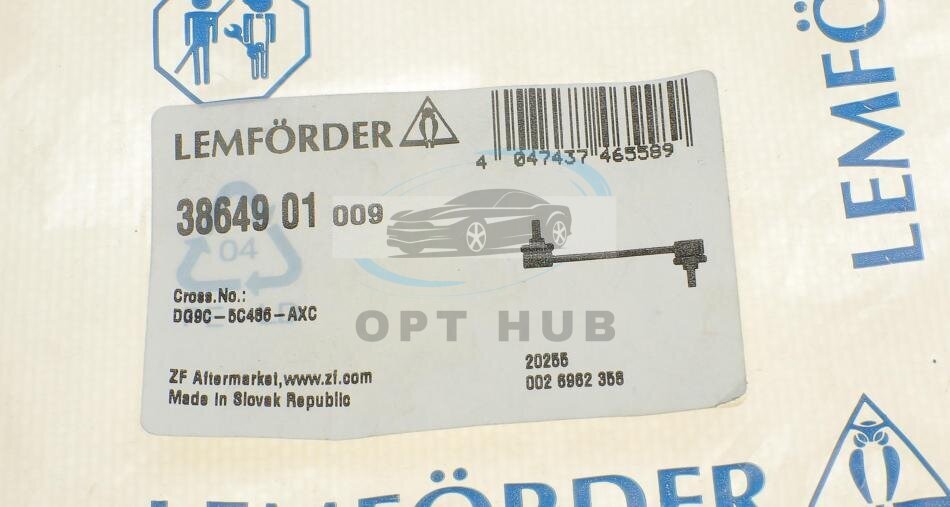 LEMFÖRDER
4 047437 465589
38649 01 009
04
Cross.No.:
DG9C-5C486-AXC
OPT HUB
20255
002 6962 358
ZF Aftermarket,www.zf.com
Made in Slovak Republic
LEMFÖ
LEMFÖRDER